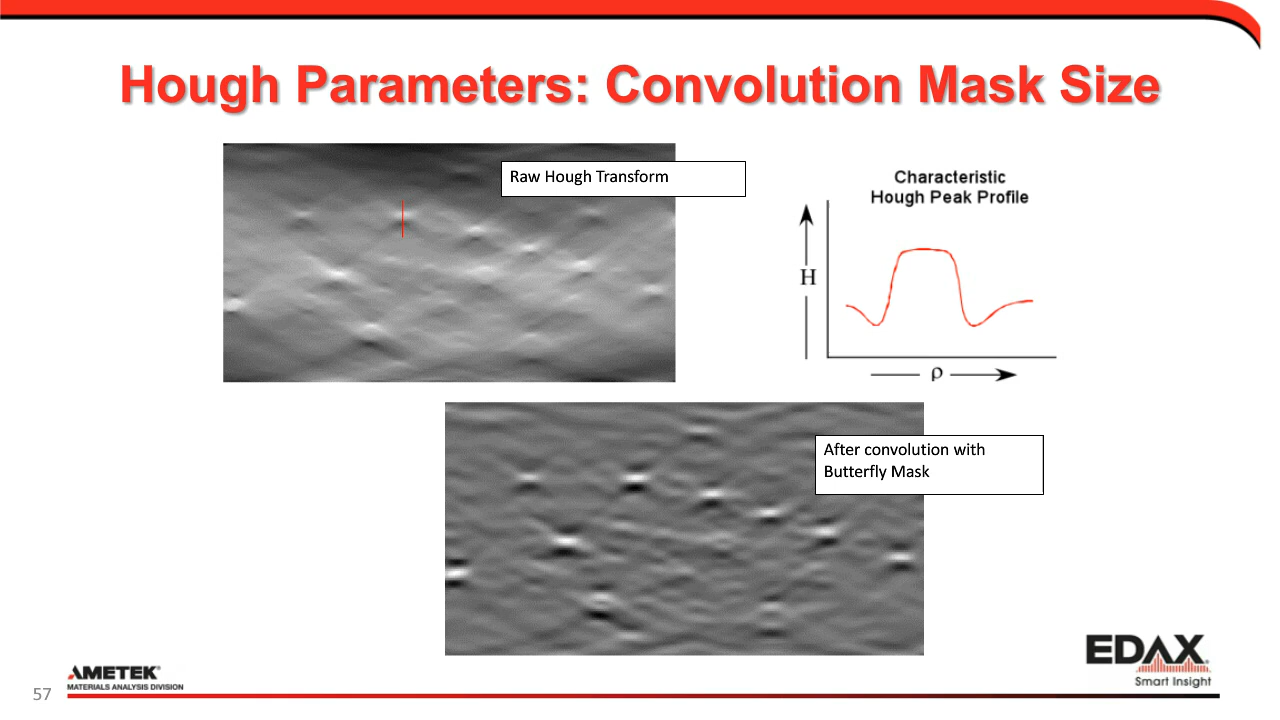 Hough Parameters: Convolution Mask Size
Raw Hough Transform
Characteristic
Hough Peak Profile
H
ρ
After convolution with
Butterfly Mask
EDAX
Smart Insight
AMETEK®
MATERIALS ANALYSIS DIVISION
57